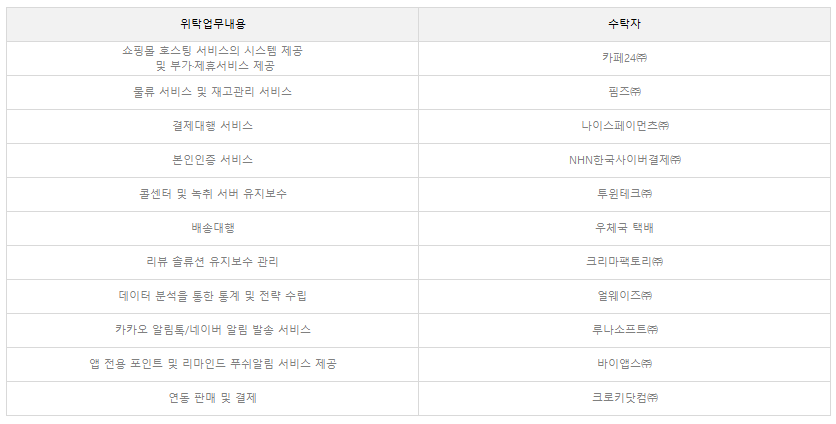 위탁업무내용 수탁자
쇼핑몰 호스팅 서비스의 시스템 제공
및 부가·제휴서비스 제공 카페24㈜
물류 서비스 및 재고관리 서비스 핌즈㈜
결제대행 서비스 나이스페이먼츠㈜
본인인증 서비스 NHN한국사이버결제㈜
콜센터 및 녹취 서버 유지보수 투윈테크㈜
배송대행 우체국 택배
리뷰 솔류션 유지보수 관리 크리마팩토리㈜
데이터 분석을 통한 통계 및 전략 수립 얼웨이즈㈜
카카오 알림톡/네이버 알림 발송 서비스 루나소프트㈜
앱 전용 포인트 및 리마인드 푸쉬알림 서비스 제공 바이앱스㈜
연동 판매 및 결제 크로키닷컴㈜